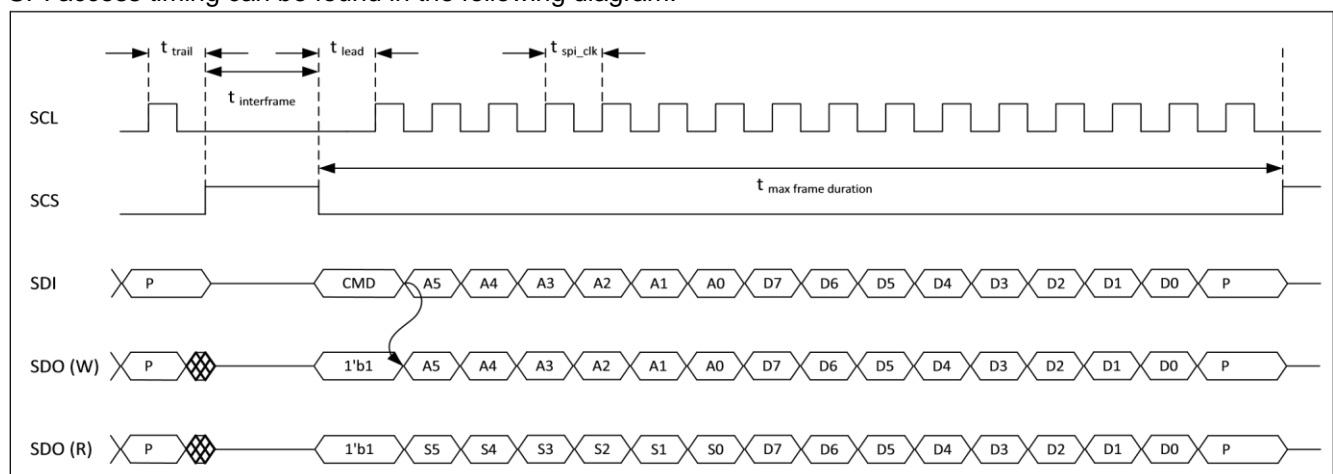 SPI access timing can be found in the following diagram:
t trail t lead t spi_clk
t interframe
SCL
t max frame duration
SCS
SDI P CMD A5 A4 A3 A2 A1 A0 D7 D6 D5 D4 D3 D2 D1 D0 P
SDO (W) P 1'b1 A5 A4 A3 A2 A1 A0 D7 D6 D5 D4 D3 D2 D1 D0 P
SDO (R) P 1'b1 S5 S4 S3 S2 S1 S0 D7 D6 D5 D4 D3 D2 D1 D0 P